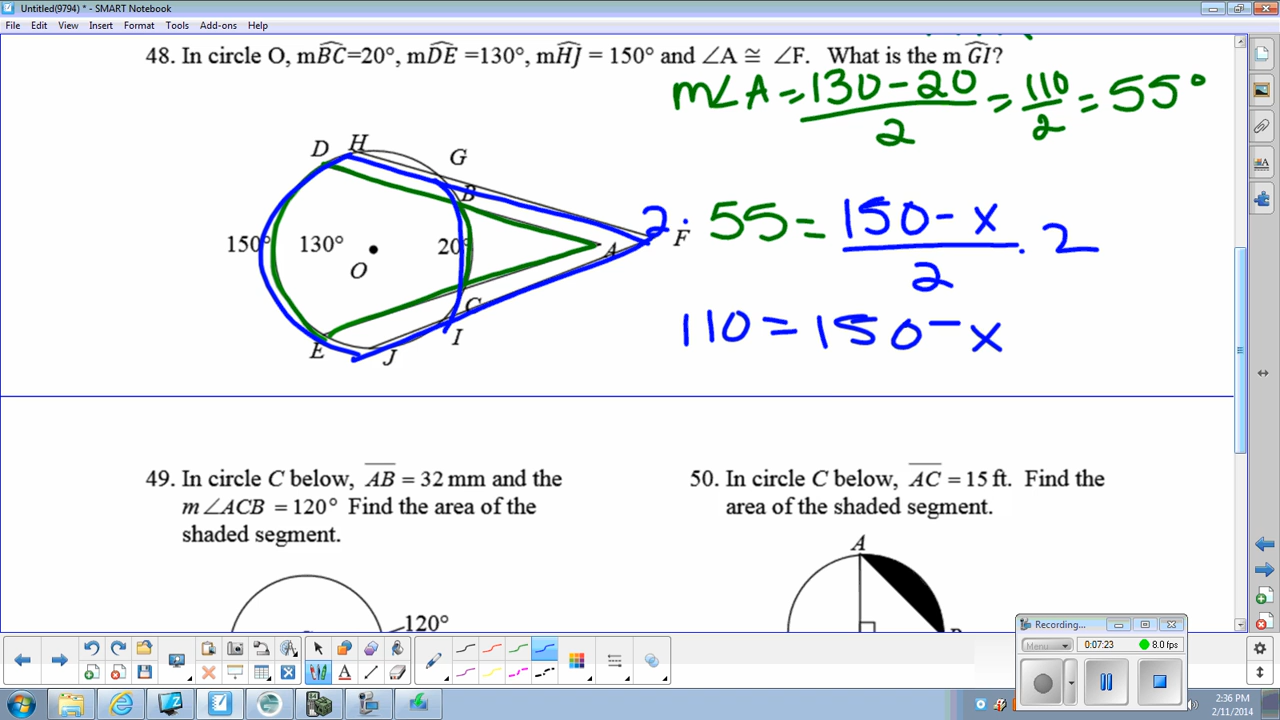 Untitled(9794) * - SMART Notebook
File Edit View Insert Format Tools Add-ons Help
48. In circle O, mBC=20°, mDE =130°, mHJ = 150° and ∠A ≅ ∠F. What is the m GI?
m∠A = 130-20/2 = 110/2 = 55°
D H G
B
2· 55 = 150-x/2 · 2
150° 130° 20° A F
O
C
110 = 150-x
E J I
49. In circle C below, AB = 32 mm and the
m∠ACB = 120° Find the area of the
shaded segment.
120°
50. In circle C below, AC = 15 ft. Find the
area of the shaded segment.
A
Recording...
Menu 0:07:23 8.0 fps
2:36 PM
2/11/2014